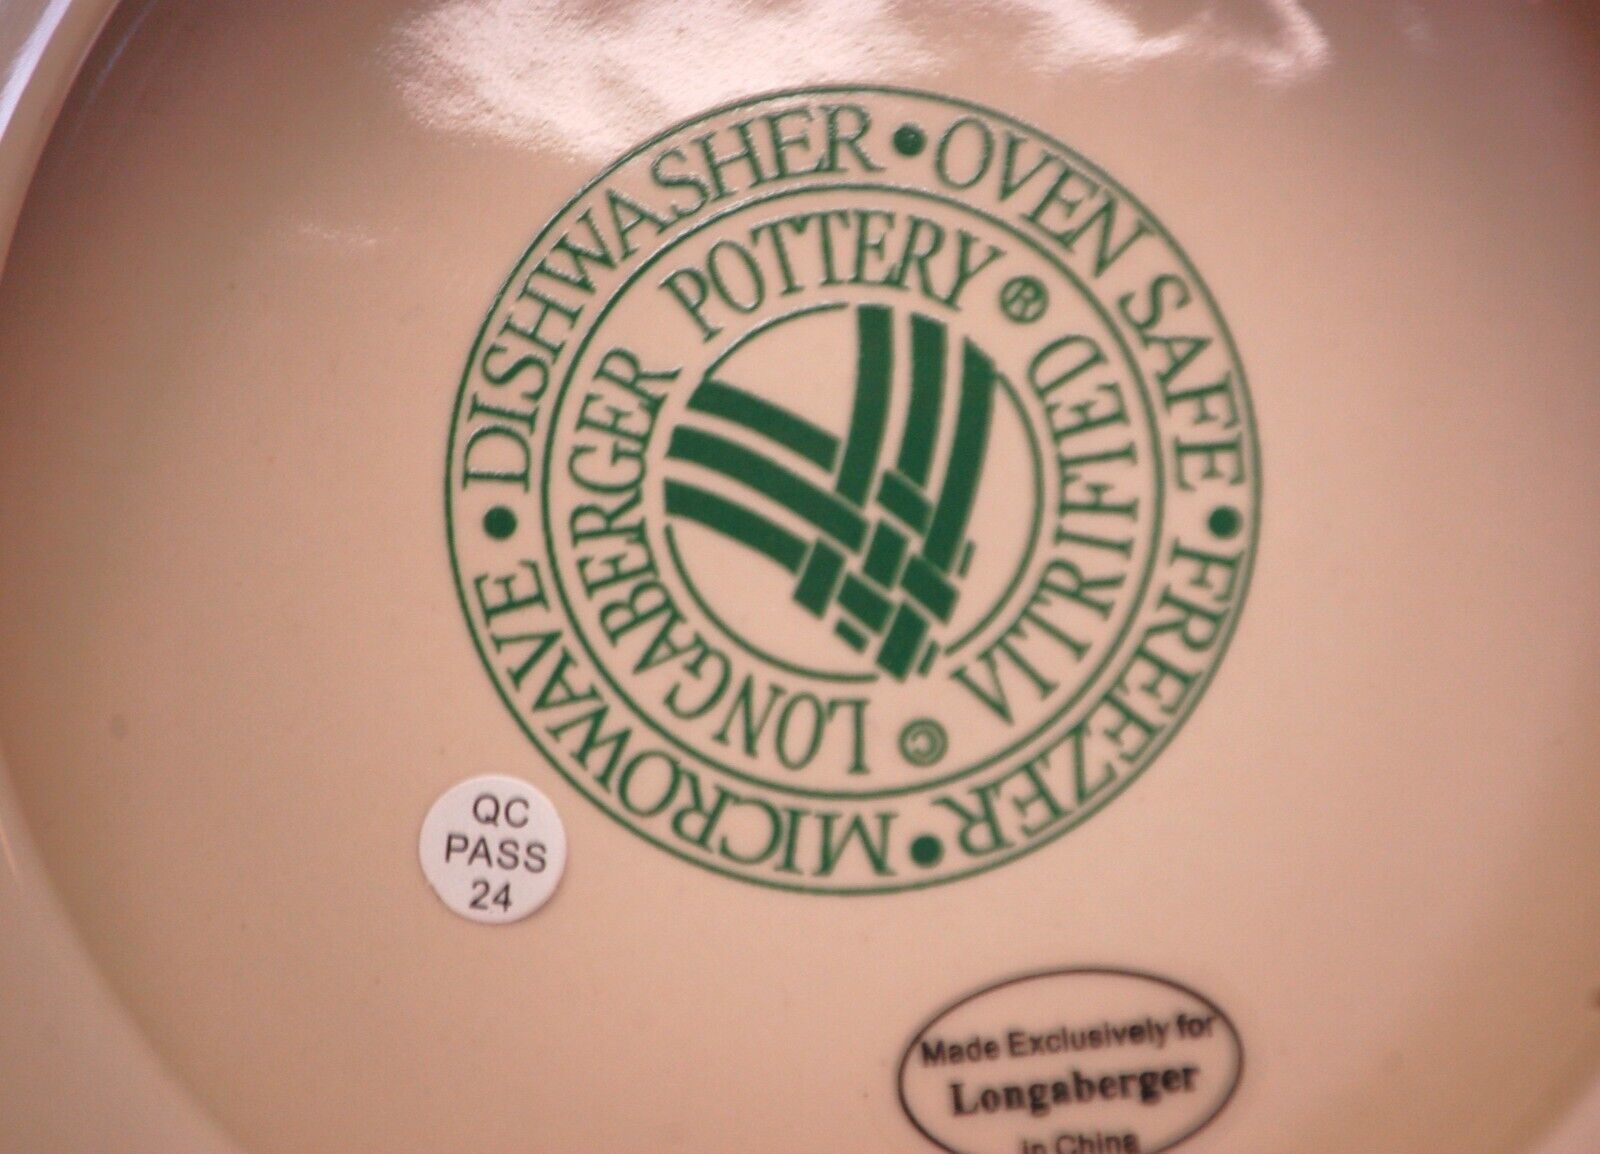 DISHWASHER • OVEN SAFE • FREEZER • MICROWAVE •
LONGABERGER POTTERY ® VITRIFIED ©
QC
PASS
24
Made Exclusively for
Longaberger
in China